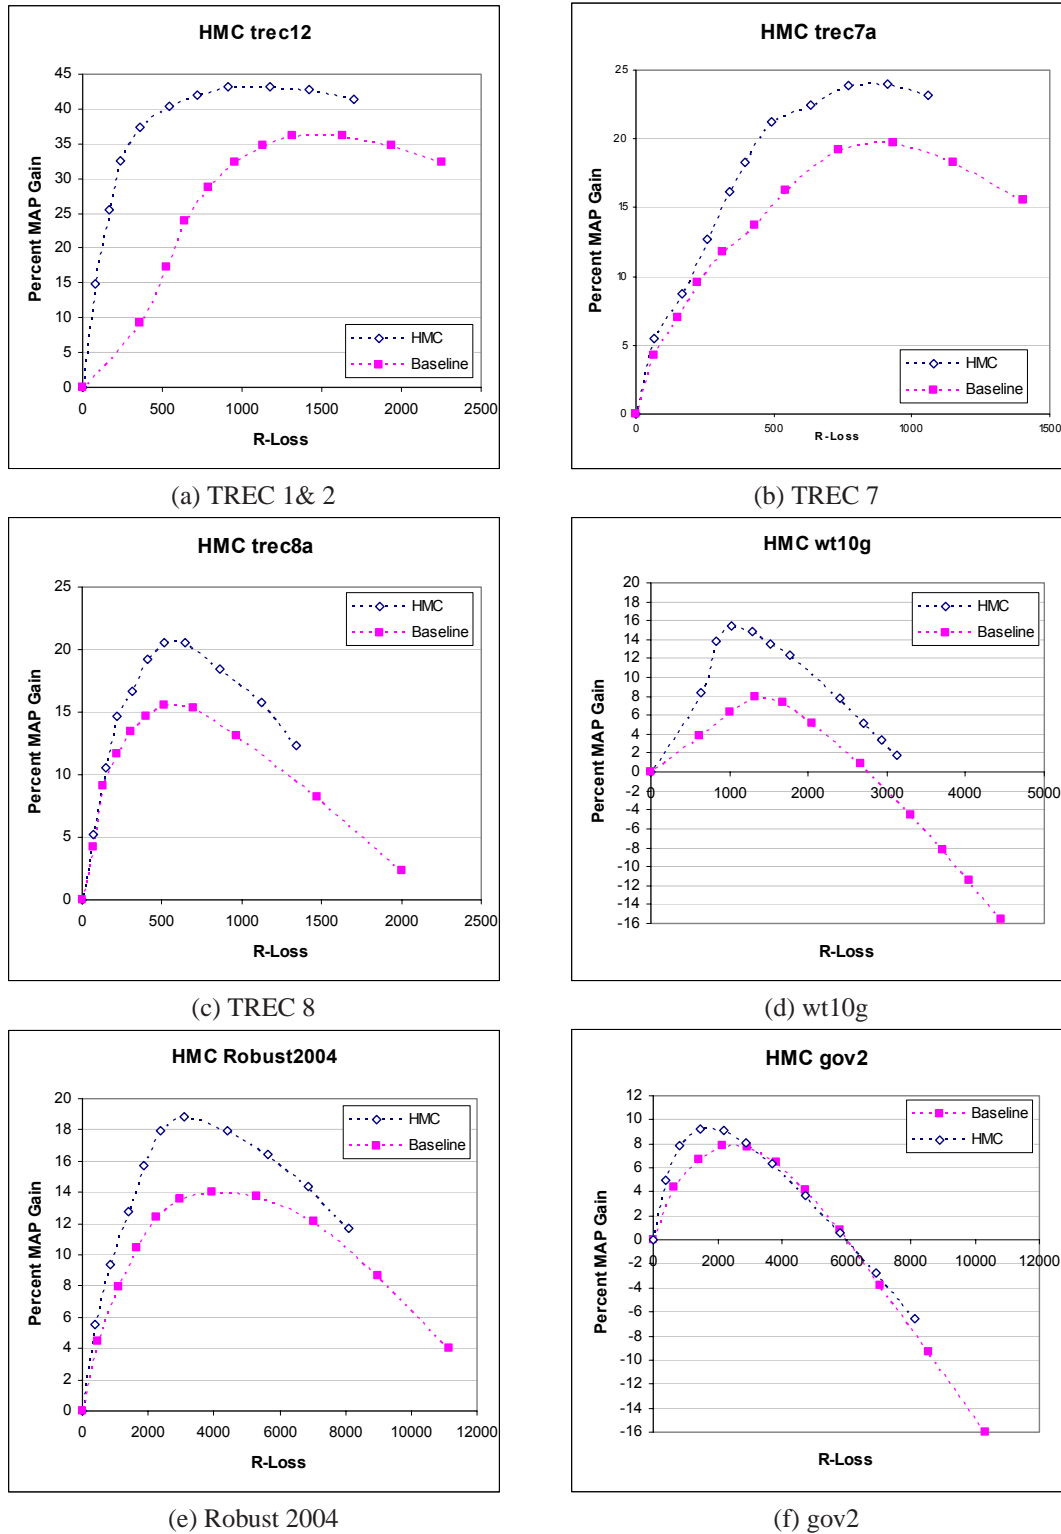 HMC trec12
45
40
35
30
25
20
15
10
5
0
Percent MAP Gain
0 500 1000 1500 2000 2500
R-Loss
HMC
Baseline
(a) TREC 1& 2
HMC trec7a
25
20
15
10
5
0
Percent MAP Gain
0 500 1000 1500
R-Loss
HMC
Baseline
(b) TREC 7
HMC trec8a
25
20
15
10
5
0
Percent MAP Gain
0 500 1000 1500 2000 2500
R-Loss
HMC
Baseline
(c) TREC 8
HMC wt10g
20
18
16
14
12
10
8
6
4
2
0
-2
-4
-6
-8
-10
-12
-14
-16
Percent MAP Gain
0 1000 2000 3000 4000 5000
R-Loss
HMC
Baseline
(d) wt10g
HMC Robust2004
20
18
16
14
12
10
8
6
4
2
0
Percent MAP Gain
0 2000 4000 6000 8000 10000 12000
R-Loss
HMC
Baseline
(e) Robust 2004
HMC gov2
12
10
8
6
4
2
0
-2
-4
-6
-8
-10
-12
-14
-16
Percent MAP Gain
0 2000 4000 6000 8000 10000 12000
R-Loss
Baseline
HMC
(f) gov2